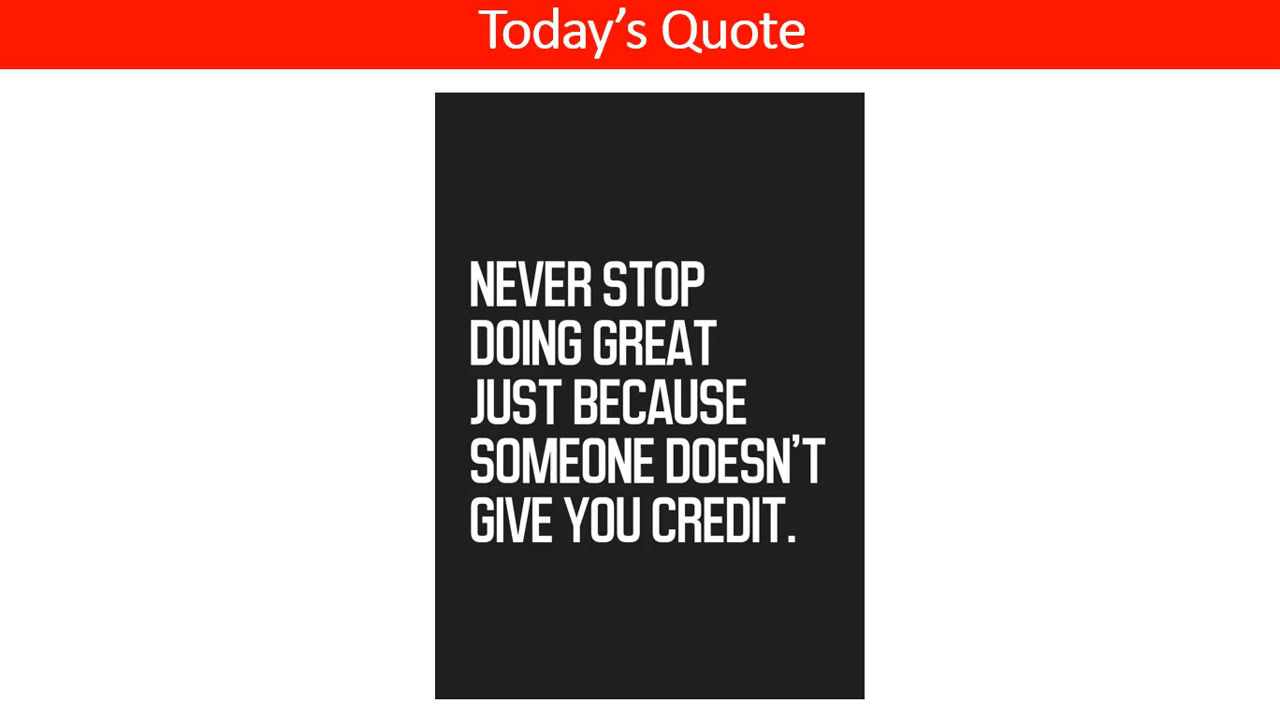 Today’s Quote
NEVER STOP
DOING GREAT
JUST BECAUSE
SOMEONE DOESN’T
GIVE YOU CREDIT.